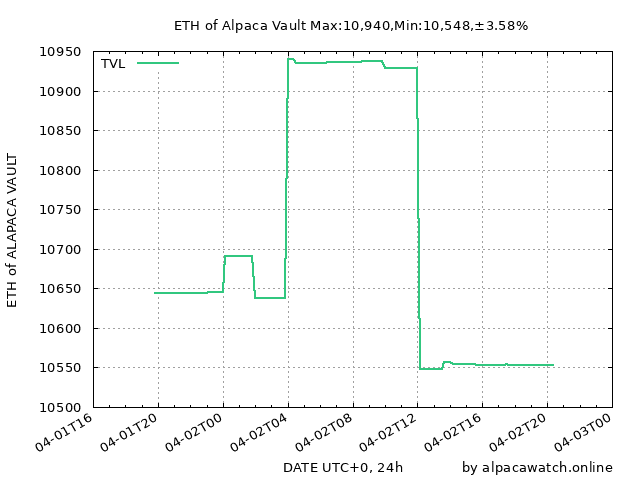 ETH of Alpaca Vault Max:10,940,Min:10,548,±3.58%
TVL
ETH of ALAPACA VAULT
10950
10900
10850
10800
10750
10700
10650
10600
10550
10500
04-01T16
04-01T20
04-02T00
04-02T04
04-02T08
04-02T12
04-02T16
04-02T20
04-03T00
DATE UTC+0, 24h
by alpacawatch.online